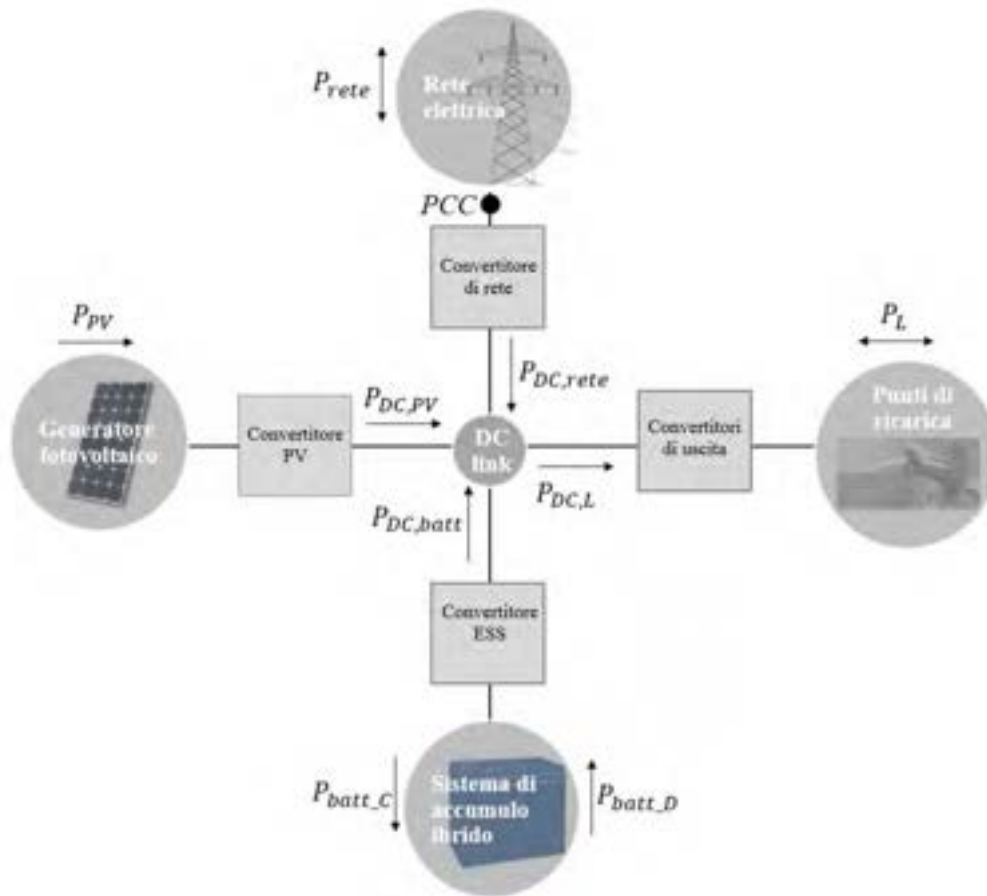 P_rete
Rete
elettrica
PCC
Convertitore
di rete
P_PV
P_L
P_DC,rete
Generatore
fotovoltaico
Convertitore
PV
P_DC,PV
DC
link
Convertitori
di uscita
Punti di
ricarica
P_DC,L
P_DC,batt
Convertitore
ESS
P_batt_C
Sistema di
accumulo
ibrido
P_batt_D